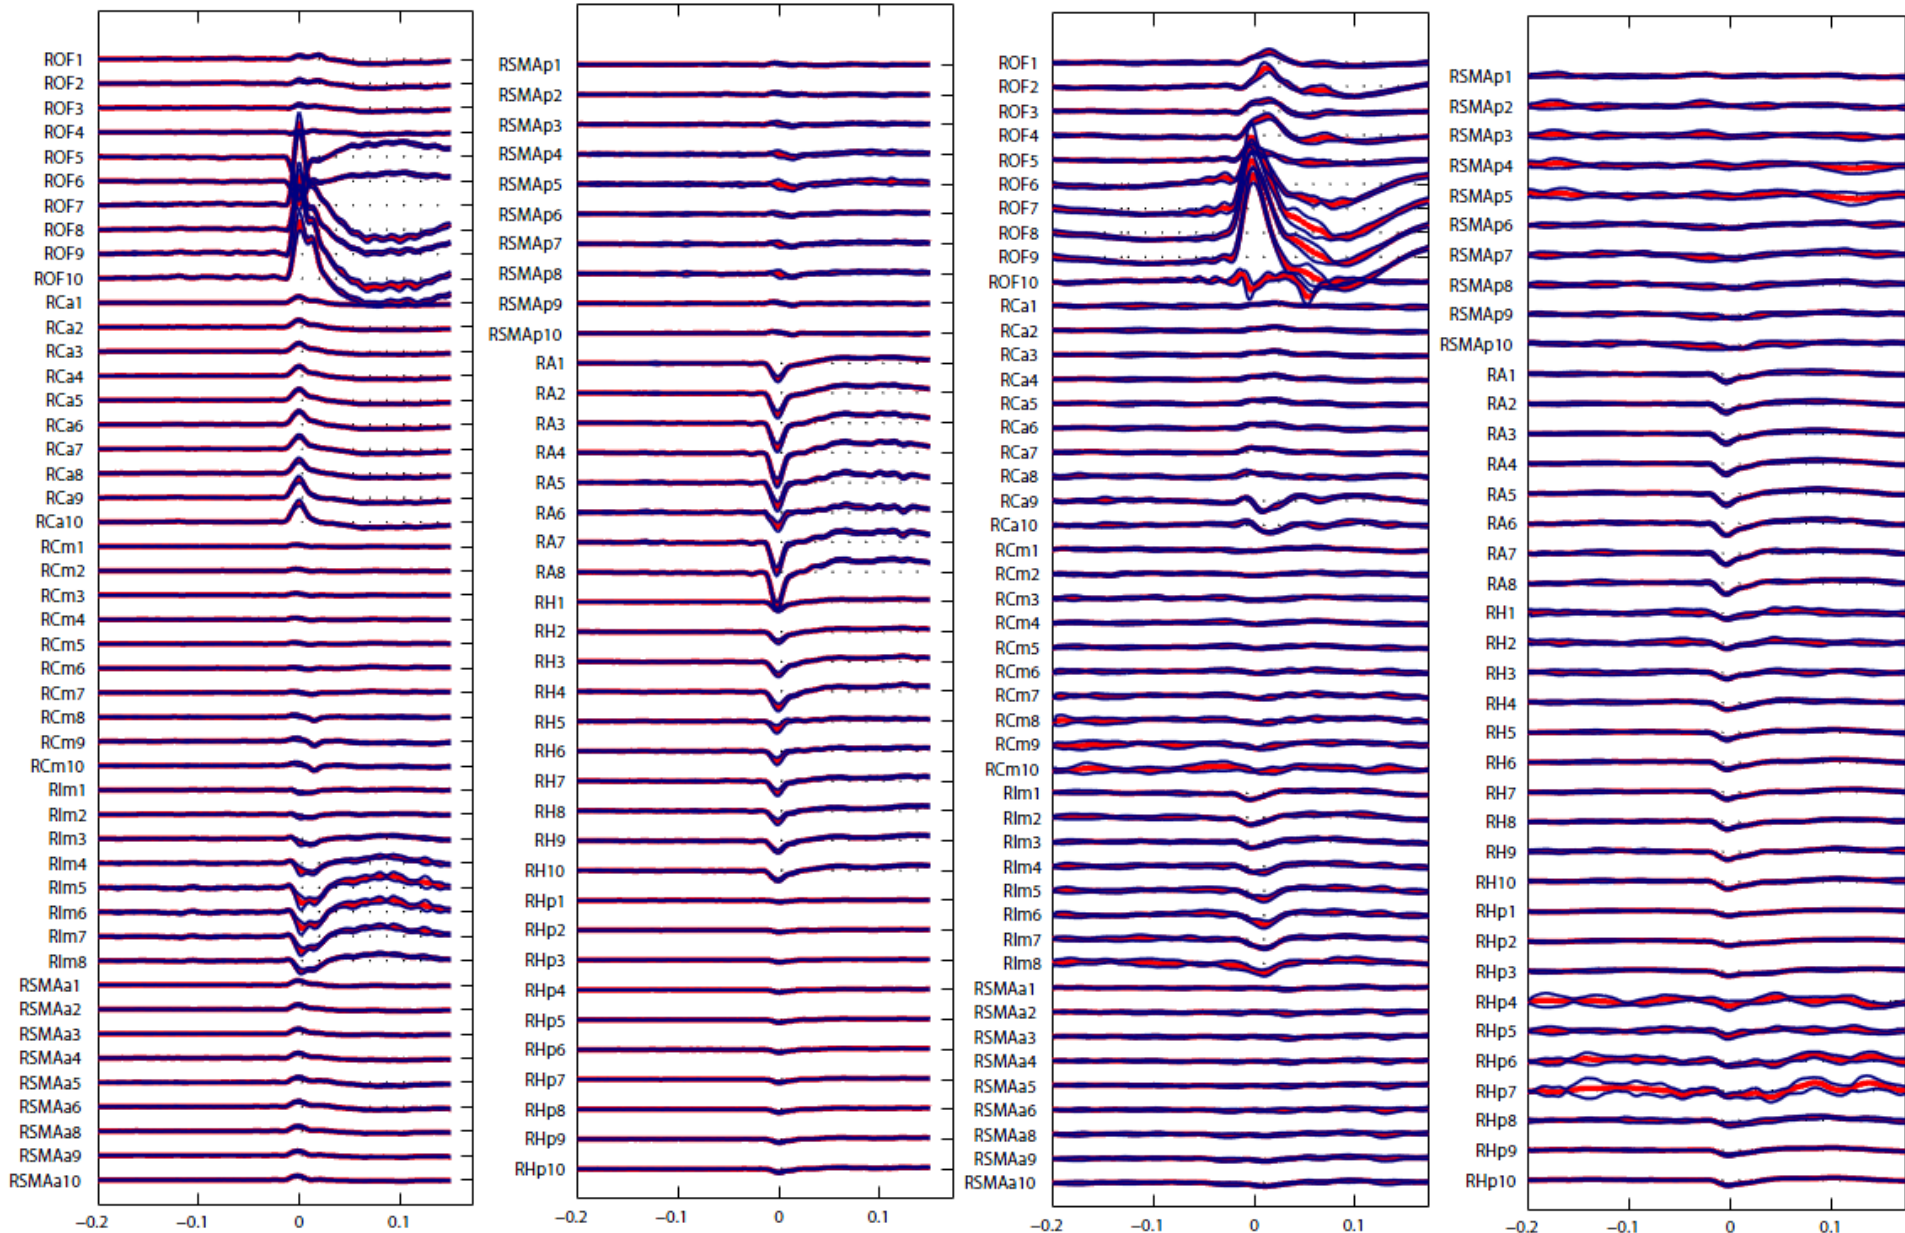 ROF1
ROF2
ROF3
ROF4
ROF5
ROF6
ROF7
ROF8
ROF9
ROF10
RCa1
RCa2
RCa3
RCa4
RCa5
RCa6
RCa7
RCa8
RCa9
RCa10
RCm1
RCm2
RCm3
RCm4
RCm5
RCm6
RCm7
RCm8
RCm9
RCm10
RIm1
RIm2
RIm3
RIm4
RIm5
RIm6
RIm7
RIm8
RSMAa1
RSMAa2
RSMAa3
RSMAa4
RSMAa5
RSMAa6
RSMAa8
RSMAa9
RSMAa10
−0.2 −0.1 0 0.1
RSMAp1
RSMAp2
RSMAp3
RSMAp4
RSMAp5
RSMAp6
RSMAp7
RSMAp8
RSMAp9
RSMAp10
RA1
RA2
RA3
RA4
RA5
RA6
RA7
RA8
RH1
RH2
RH3
RH4
RH5
RH6
RH7
RH8
RH9
RH10
RHp1
RHp2
RHp3
RHp4
RHp5
RHp6
RHp7
RHp8
RHp9
RHp10
−0.2 −0.1 0 0.1
ROF1
ROF2
ROF3
ROF4
ROF5
ROF6
ROF7
ROF8
ROF9
ROF10
RCa1
RCa2
RCa3
RCa4
RCa5
RCa6
RCa7
RCa8
RCa9
RCa10
RCm1
RCm2
RCm3
RCm4
RCm5
RCm6
RCm7
RCm8
RCm9
RCm10
RIm1
RIm2
RIm3
RIm4
RIm5
RIm6
RIm7
RIm8
RSMAa1
RSMAa2
RSMAa3
RSMAa4
RSMAa5
RSMAa6
RSMAa8
RSMAa9
RSMAa10
−0.2 −0.1 0 0.1
RSMAp1
RSMAp2
RSMAp3
RSMAp4
RSMAp5
RSMAp6
RSMAp7
RSMAp8
RSMAp9
RSMAp10
RA1
RA2
RA3
RA4
RA5
RA6
RA7
RA8
RH1
RH2
RH3
RH4
RH5
RH6
RH7
RH8
RH9
RH10
RHp1
RHp2
RHp3
RHp4
RHp5
RHp6
RHp7
RHp8
RHp9
RHp10
−0.2 −0.1 0 0.1